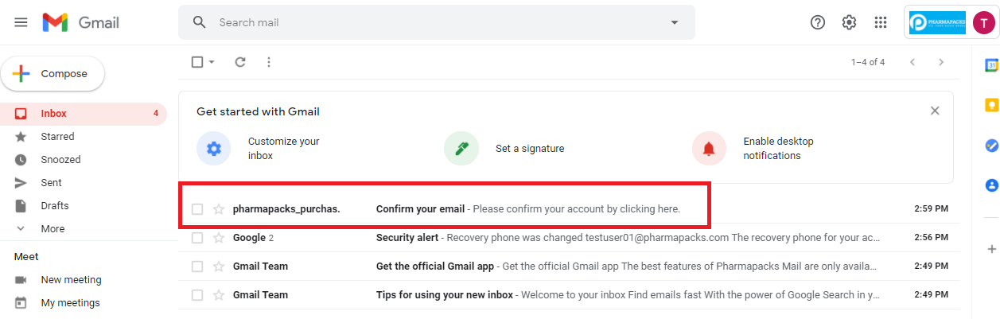 Gmail
Search mail
PHARMAPACKS
T
Compose
1–4 of 4
Inbox 4
Starred
Snoozed
Sent
Drafts
More
Meet
New meeting
My meetings
Get started with Gmail
Customize your
inbox
Set a signature
Enable desktop
notifications
pharmapacks_purchas. Confirm your email - Please confirm your account by clicking here. 2:59 PM
Google 2 Security alert - Recovery phone was changed testuser01@pharmapacks.com The recovery phone for your ac… 2:56 PM
Gmail Team Get the official Gmail app - Get the official Gmail app The best features of Pharmapacks Mail are only availa… 2:49 PM
Gmail Team Tips for using your new inbox - Welcome to your inbox Find emails fast With the power of Google Search in y… 2:49 PM
31